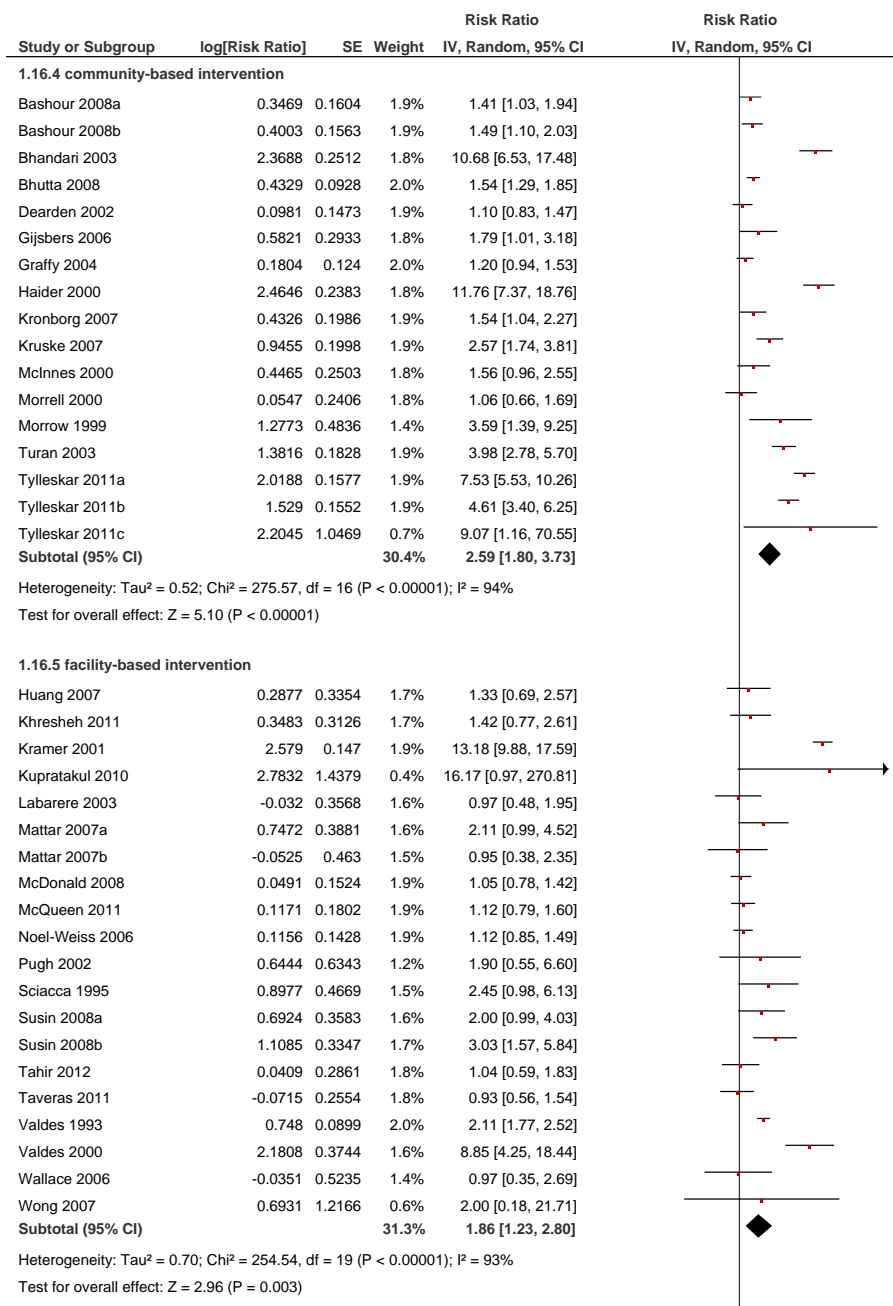 Risk Ratio Risk Ratio
Study or Subgroup log[Risk Ratio] SE Weight IV, Random, 95% CI IV, Random, 95% CI
1.16.4 community-based intervention
Bashour 2008a 0.3469 0.1604 1.9% 1.41 [1.03, 1.94]
Bashour 2008b 0.4003 0.1563 1.9% 1.49 [1.10, 2.03]
Bhandari 2003 2.3688 0.2512 1.8% 10.68 [6.53, 17.48]
Bhutta 2008 0.4329 0.0928 2.0% 1.54 [1.29, 1.85]
Dearden 2002 0.0981 0.1473 1.9% 1.10 [0.83, 1.47]
Gijsbers 2006 0.5821 0.2933 1.8% 1.79 [1.01, 3.18]
Graffy 2004 0.1804 0.124 2.0% 1.20 [0.94, 1.53]
Haider 2000 2.4646 0.2383 1.8% 11.76 [7.37, 18.76]
Kronborg 2007 0.4326 0.1986 1.9% 1.54 [1.04, 2.27]
Kruske 2007 0.9455 0.1998 1.9% 2.57 [1.74, 3.81]
McInnes 2000 0.4465 0.2503 1.8% 1.56 [0.96, 2.55]
Morrell 2000 0.0547 0.2406 1.8% 1.06 [0.66, 1.69]
Morrow 1999 1.2773 0.4836 1.4% 3.59 [1.39, 9.25]
Turan 2003 1.3816 0.1828 1.9% 3.98 [2.78, 5.70]
Tylleskar 2011a 2.0188 0.1577 1.9% 7.53 [5.53, 10.26]
Tylleskar 2011b 1.529 0.1552 1.9% 4.61 [3.40, 6.25]
Tylleskar 2011c 2.2045 1.0469 0.7% 9.07 [1.16, 70.55]
Subtotal (95% CI) 30.4% 2.59 [1.80, 3.73]
Heterogeneity: Tau² = 0.52; Chi² = 275.57, df = 16 (P < 0.00001); I² = 94%
Test for overall effect: Z = 5.10 (P < 0.00001)
1.16.5 facility-based intervention
Huang 2007 0.2877 0.3354 1.7% 1.33 [0.69, 2.57]
Khresheh 2011 0.3483 0.3126 1.7% 1.42 [0.77, 2.61]
Kramer 2001 2.579 0.147 1.9% 13.18 [9.88, 17.59]
Kupratakul 2010 2.7832 1.4379 0.4% 16.17 [0.97, 270.81]
Labarere 2003 -0.032 0.3568 1.6% 0.97 [0.48, 1.95]
Mattar 2007a 0.7472 0.3881 1.6% 2.11 [0.99, 4.52]
Mattar 2007b -0.0525 0.463 1.5% 0.95 [0.38, 2.35]
McDonald 2008 0.0491 0.1524 1.9% 1.05 [0.78, 1.42]
McQueen 2011 0.1171 0.1802 1.9% 1.12 [0.79, 1.60]
Noel-Weiss 2006 0.1156 0.1428 1.9% 1.12 [0.85, 1.49]
Pugh 2002 0.6444 0.6343 1.2% 1.90 [0.55, 6.60]
Sciacca 1995 0.8977 0.4669 1.5% 2.45 [0.98, 6.13]
Susin 2008a 0.6924 0.3583 1.6% 2.00 [0.99, 4.03]
Susin 2008b 1.1085 0.3347 1.7% 3.03 [1.57, 5.84]
Tahir 2012 0.0409 0.2861 1.8% 1.04 [0.59, 1.83]
Taveras 2011 -0.0715 0.2554 1.8% 0.93 [0.56, 1.54]
Valdes 1993 0.748 0.0899 2.0% 2.11 [1.77, 2.52]
Valdes 2000 2.1808 0.3744 1.6% 8.85 [4.25, 18.44]
Wallace 2006 -0.0351 0.5235 1.4% 0.97 [0.35, 2.69]
Wong 2007 0.6931 1.2166 0.6% 2.00 [0.18, 21.71]
Subtotal (95% CI) 31.3% 1.86 [1.23, 2.80]
Heterogeneity: Tau² = 0.70; Chi² = 254.54, df = 19 (P < 0.00001); I² = 93%
Test for overall effect: Z = 2.96 (P = 0.003)